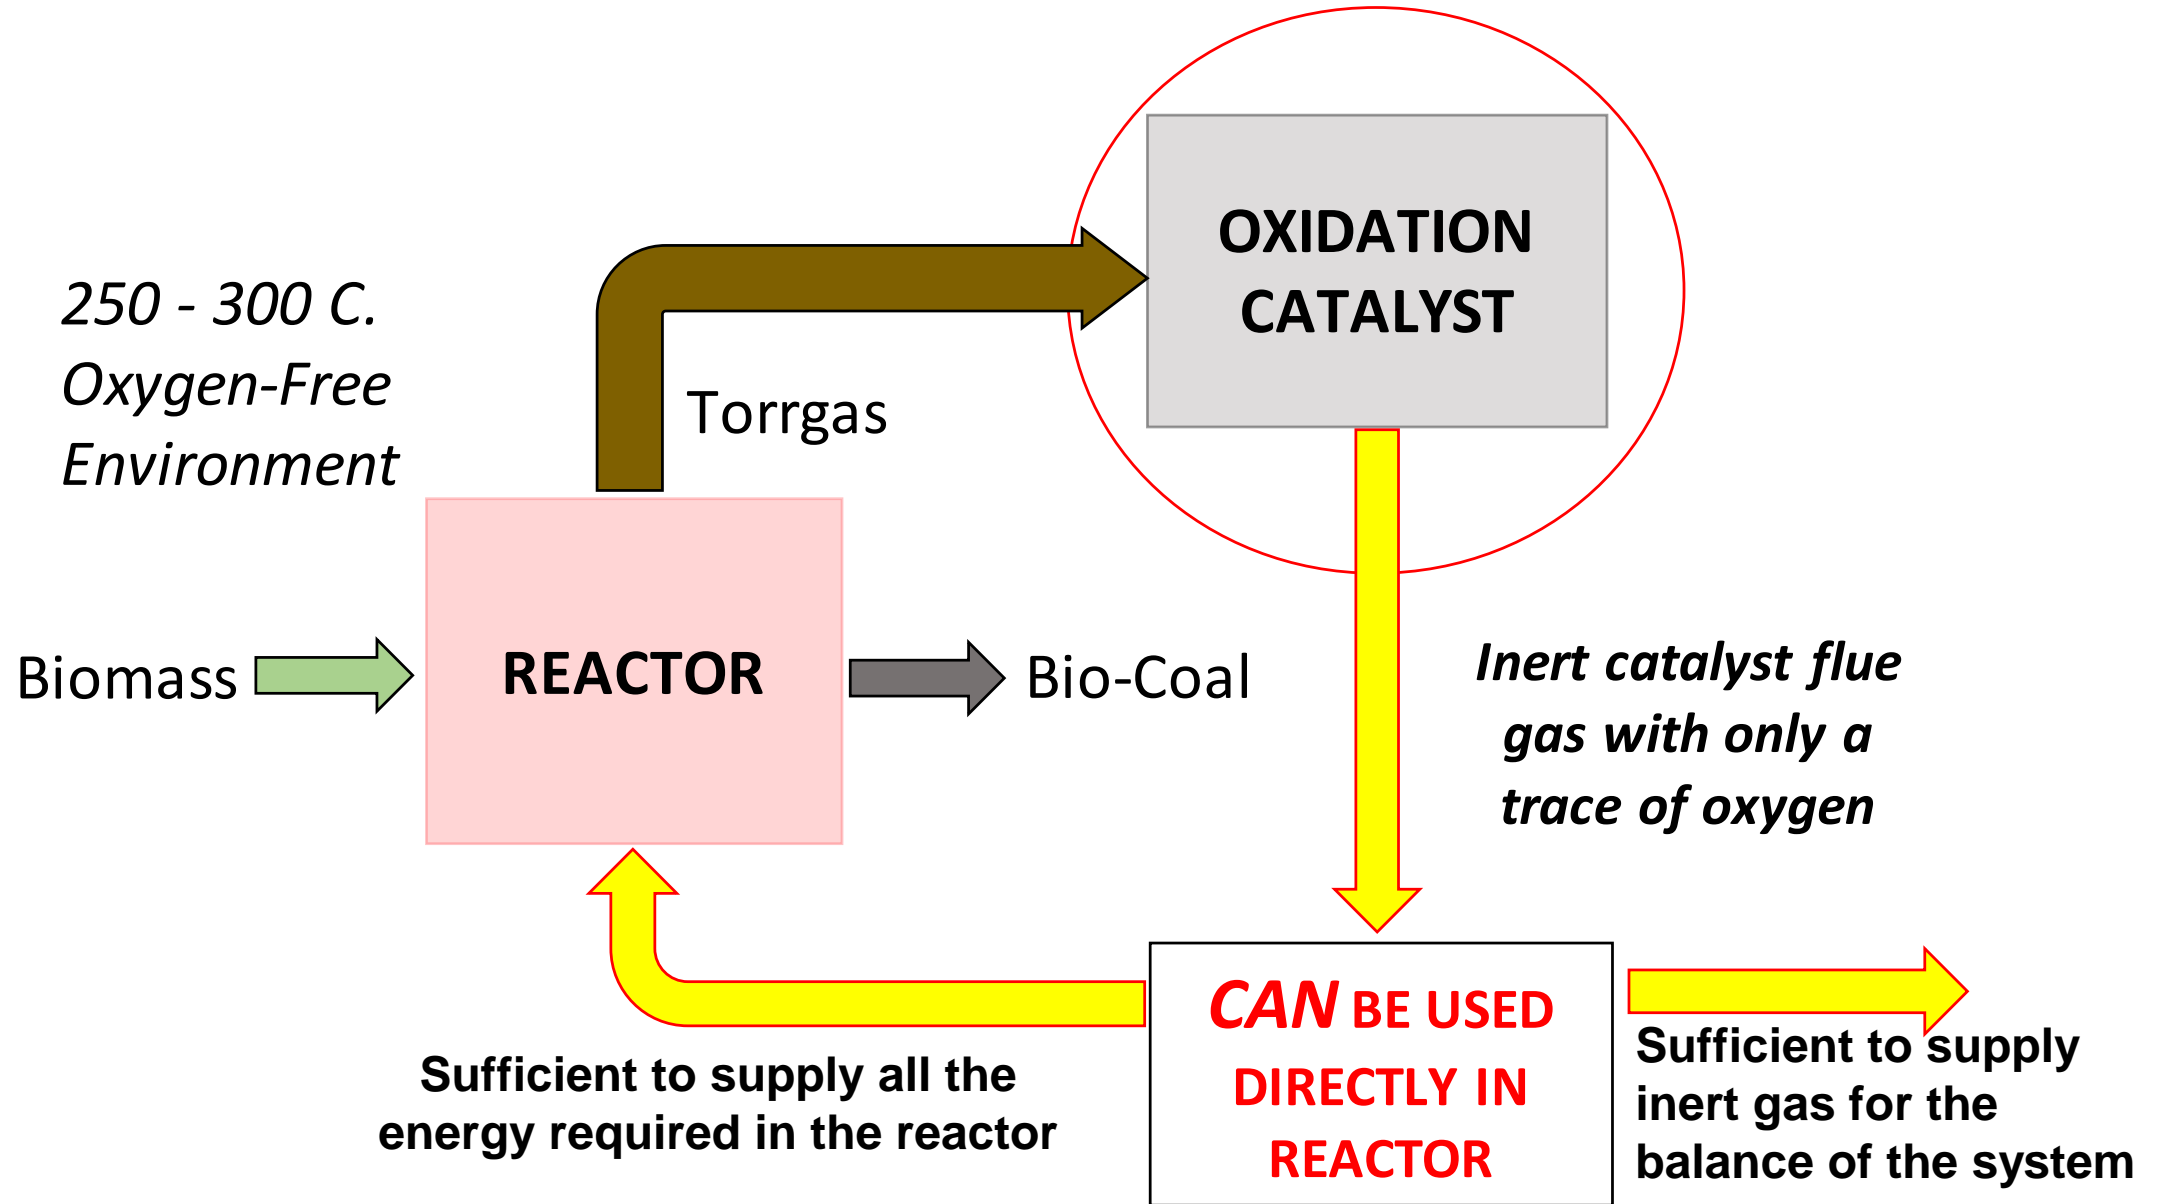 OXIDATION
CATALYST
250 - 300 C.
Oxygen-Free
Environment
Torrgas
Biomass
REACTOR
Bio-Coal
Inert catalyst flue
gas with only a
trace of oxygen
CAN BE USED
DIRECTLY IN
REACTOR
Sufficient to supply all the
energy required in the reactor
Sufficient to supply
inert gas for the
balance of the system